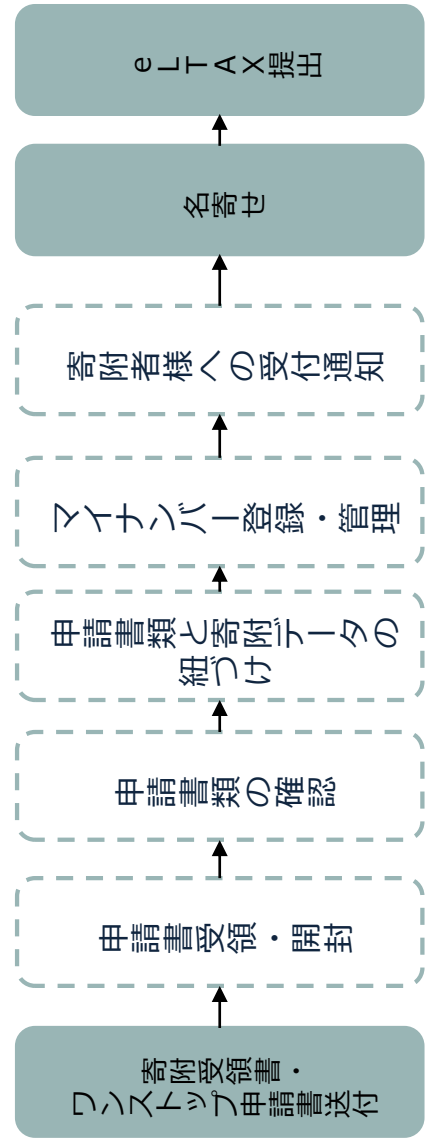 寄附受領書・
ワンストップ申請書送付
申請書受領・開封
申請書類の確認
申請書類と寄附データの
紐づけ
マイナンバー登録・管理
寄附者様への受付通知
名寄せ
eLTAX提出